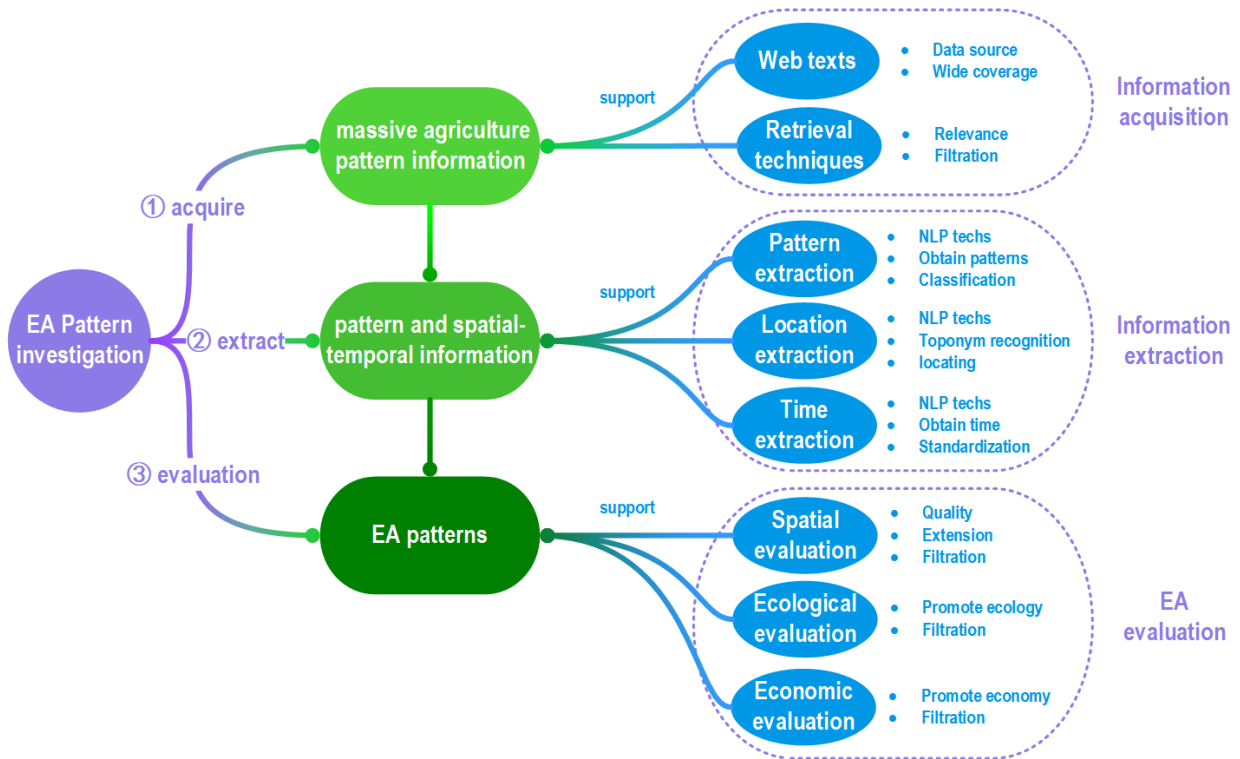 EA Pattern
investigation
① acquire
② extract
③ evaluation
massive agriculture
pattern information
pattern and spatial-
temporal information
EA patterns
support
Web texts
Data source
Wide coverage
Retrieval
techniques
Relevance
Filtration
Information
acquisition
support
Pattern
extraction
NLP techs
Obtain patterns
Classification
Location
extraction
NLP techs
Toponym recognition
locating
Time
extraction
NLP techs
Obtain time
Standardization
Information
extraction
support
Spatial
evaluation
Quality
Extension
Filtration
Ecological
evaluation
Promote ecology
Filtration
Economic
evaluation
Promote economy
Filtration
EA
evaluation